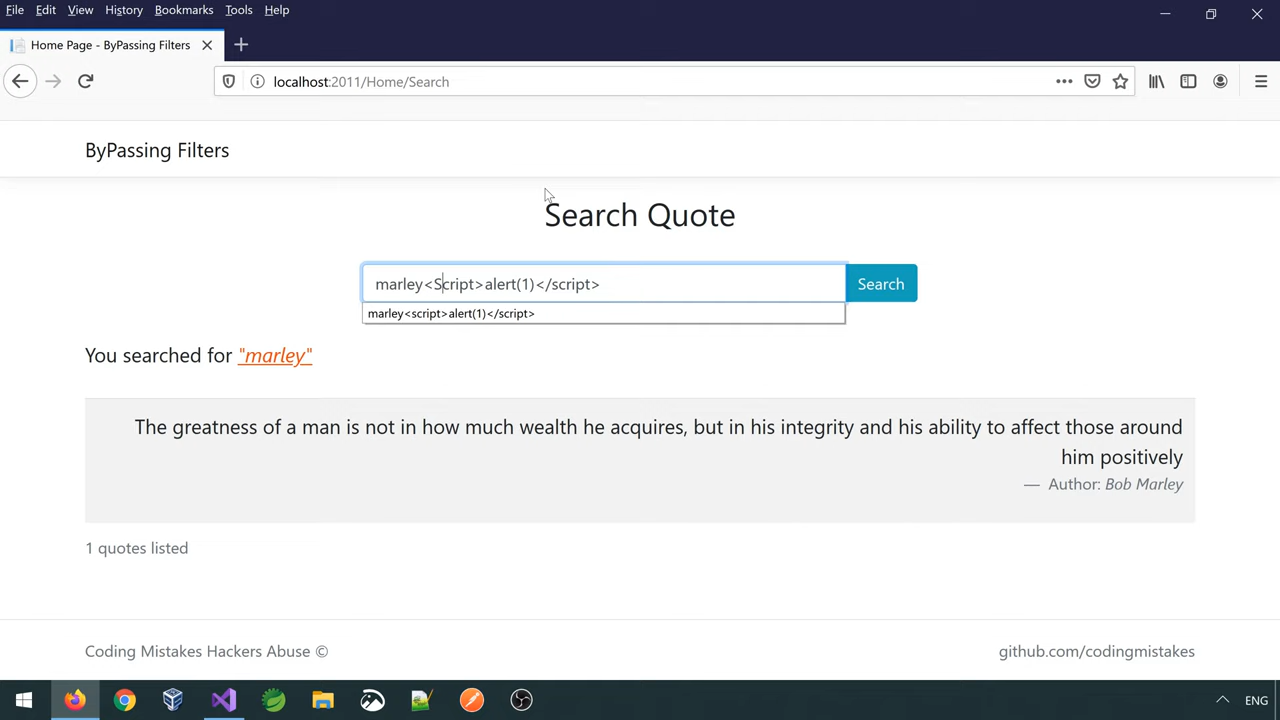 File Edit View History Bookmarks Tools Help
Home Page - ByPassing Filters
localhost:2011/Home/Search
ByPassing Filters
Search Quote
marley<Script>alert(1)</script>
Search
marley<script>alert(1)</script>
You searched for "marley"
The greatness of a man is not in how much wealth he acquires, but in his integrity and his ability to affect those around
him positively
— Author: Bob Marley
1 quotes listed
Coding Mistakes Hackers Abuse ©
github.com/codingmistakes
ENG